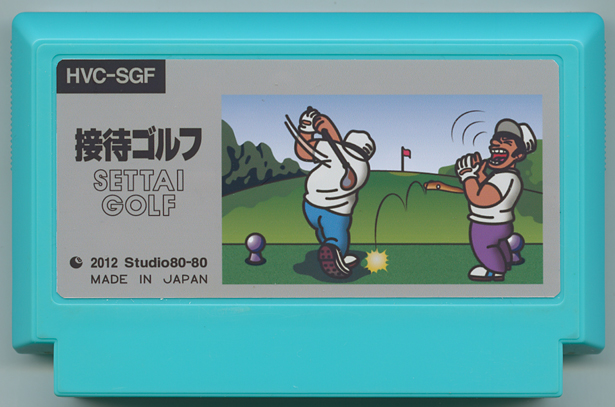 HVC-SGF
接待ゴルフ
SETTAI
GOLF
2012 Studio80-80
MADE IN JAPAN